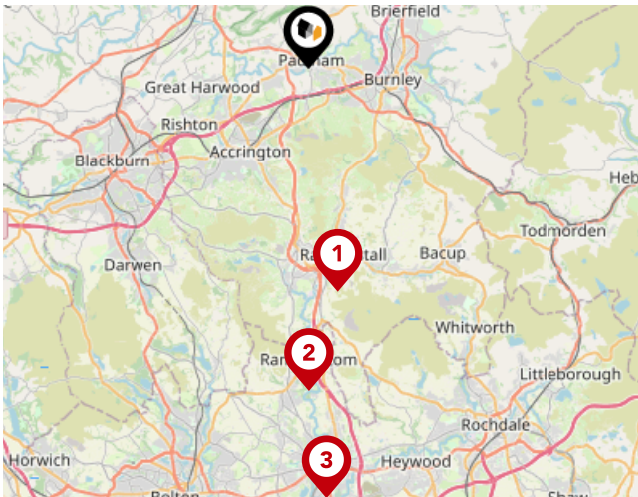 Brierfield
Burnley
Great Harwood
Rishton
Accrington
Blackburn
Heb
Todmorden
1
Bacup
Darwen
Whitworth
2
Littleborough
Rochdale
3
Horwich
Heywood